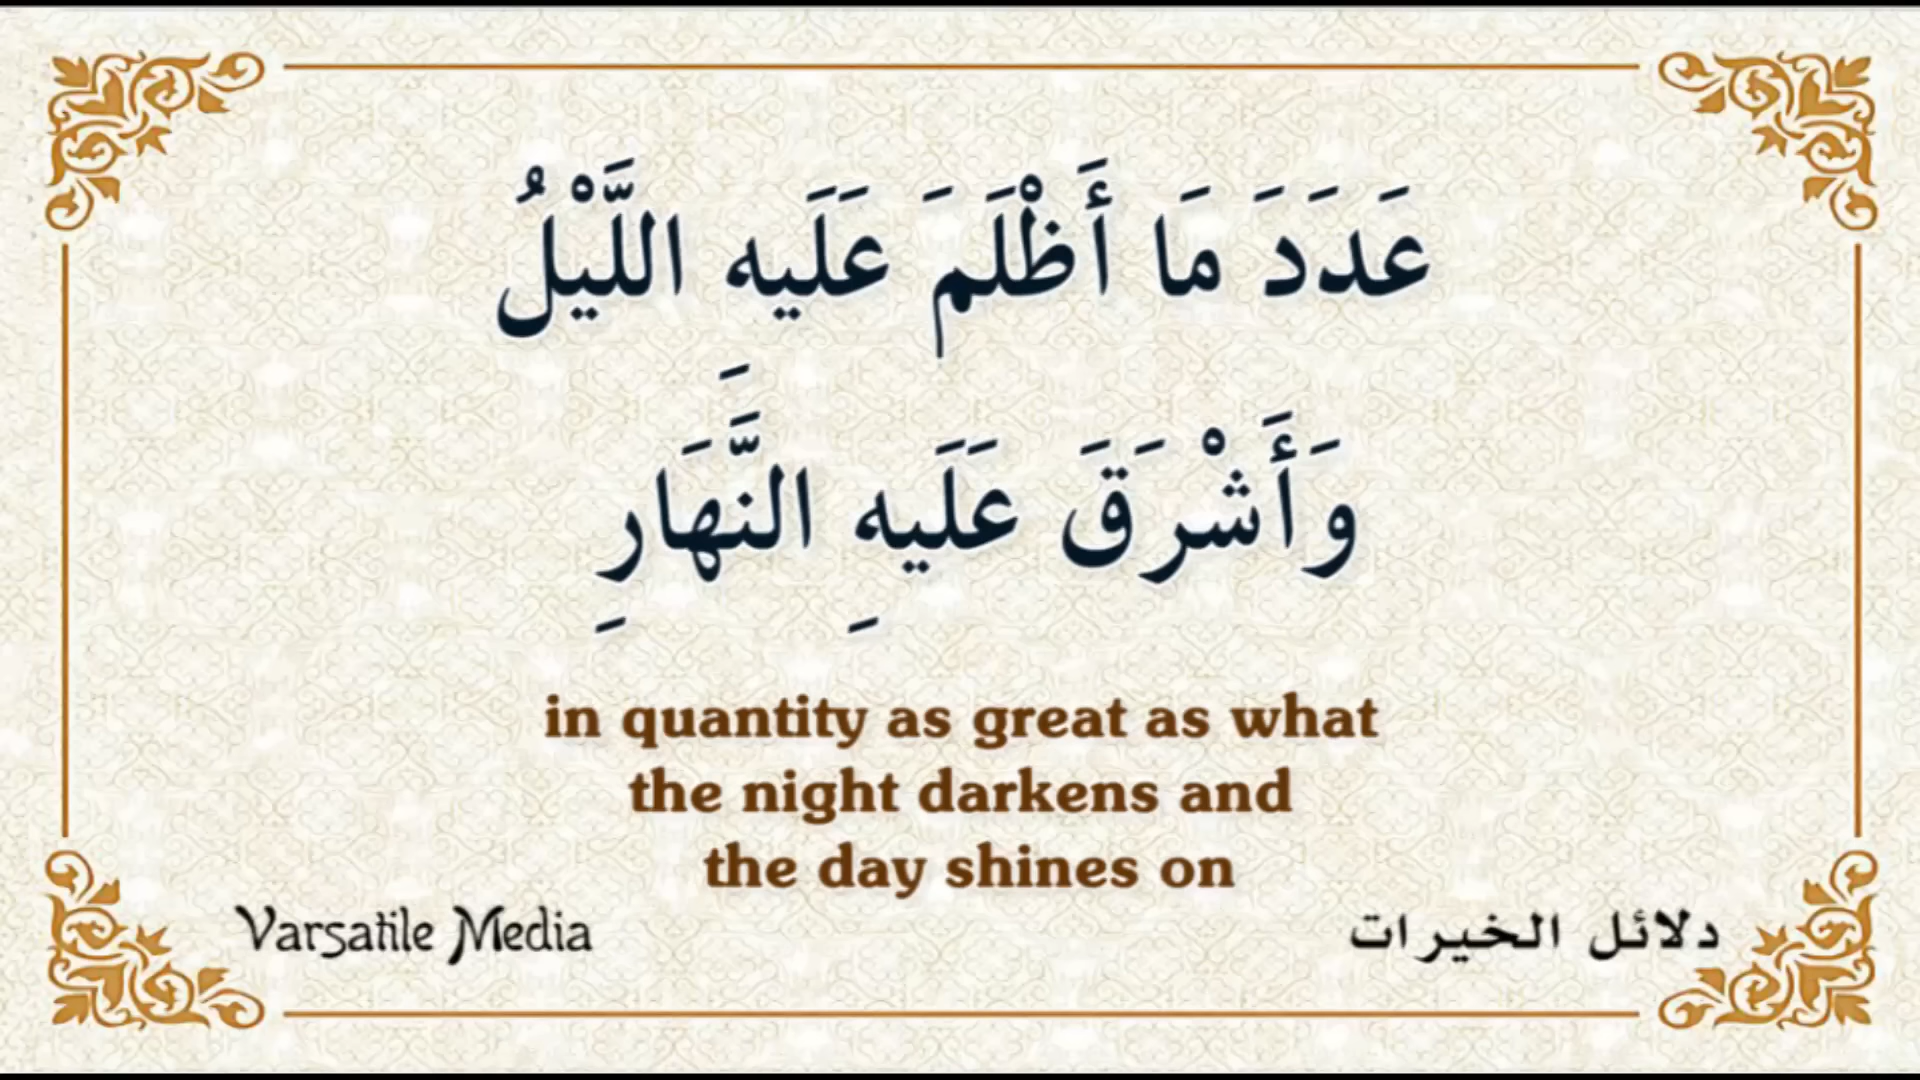 عَدَدَ مَا أَظْلَمَ عَلَيه اللَّيْلُ
وَأَشْرَقَ عَلَيهِ النََّهَارِ
in quantity as great as what
the night darkens and
the day shines on
Varsatile Media
دلائل الخيرات